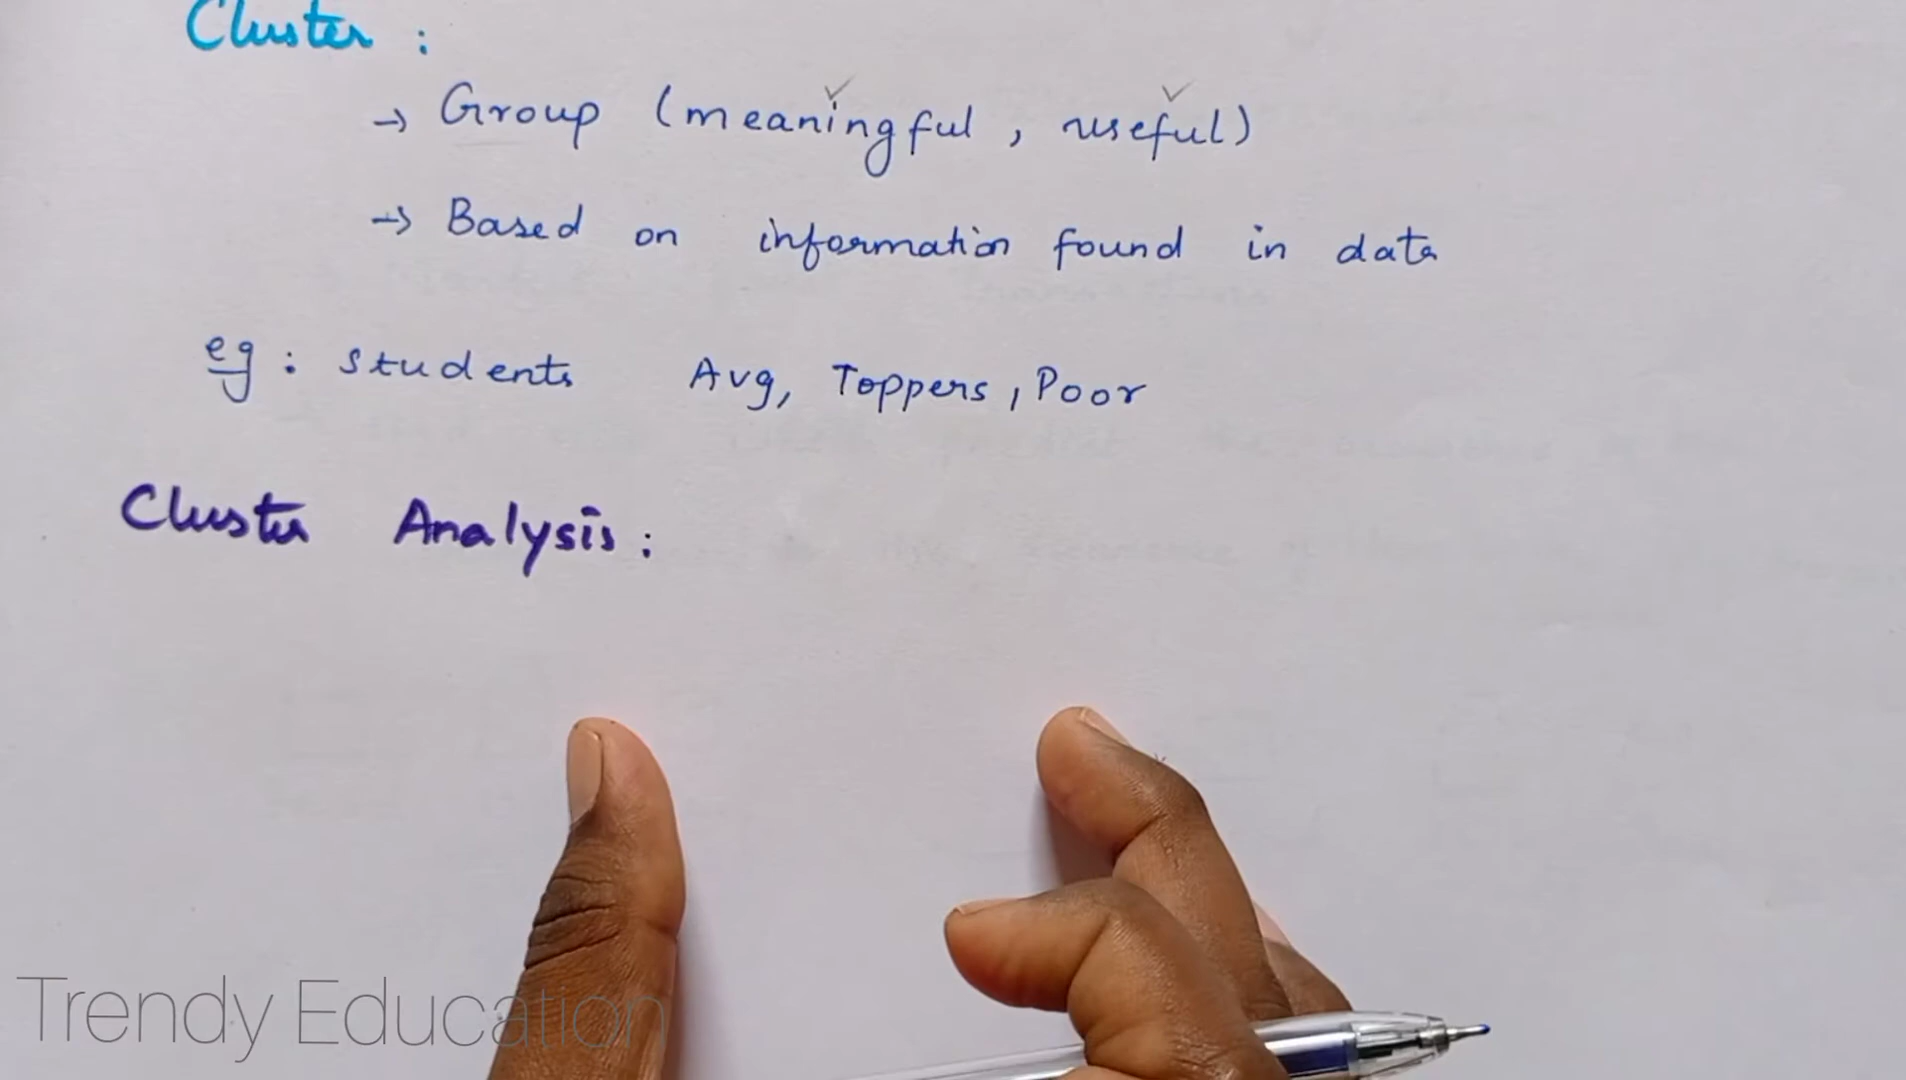 Cluster :
→ Group (meaningful, useful)
→ Based on information found in data
eg : students Avg, Toppers, Poor
Cluster Analysis :
Trendy Education